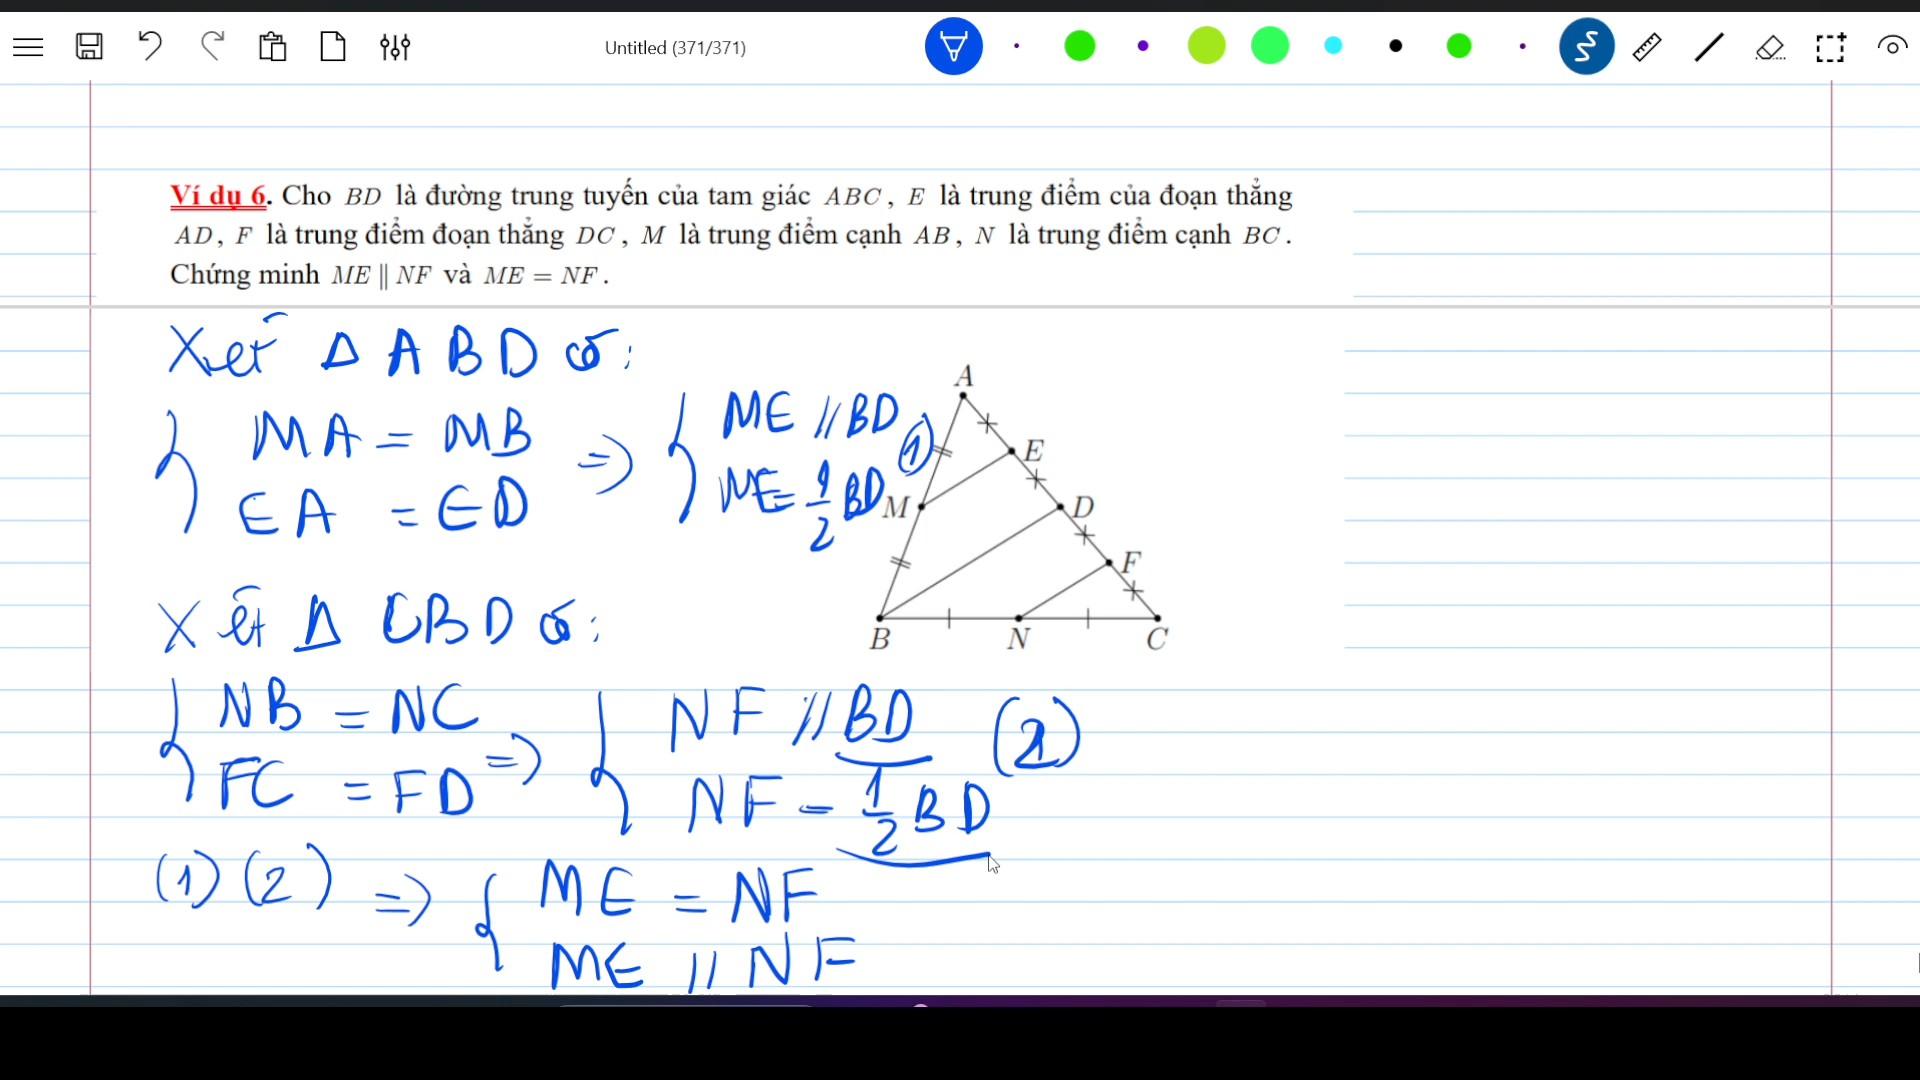 Untitled (371/371)
Ví dụ 6. Cho BD là đường trung tuyến của tam giác ABC, E là trung điểm của đoạn thẳng
AD, F là trung điểm đoạn thẳng DC, M là trung điểm cạnh AB, N là trung điểm cạnh BC.
Chứng minh ME ∥ NF và ME = NF.
Xét Δ ABD có:
MA = MB => ME // BD (1)
EA = ED ME = 1/2 BD
Xét Δ CBD có:
NB = NC => NF // BD (2)
FC = FD NF = 1/2 BD
(1) (2) => ME = NF
ME // NF
A
E
M
D
F
B
N
C